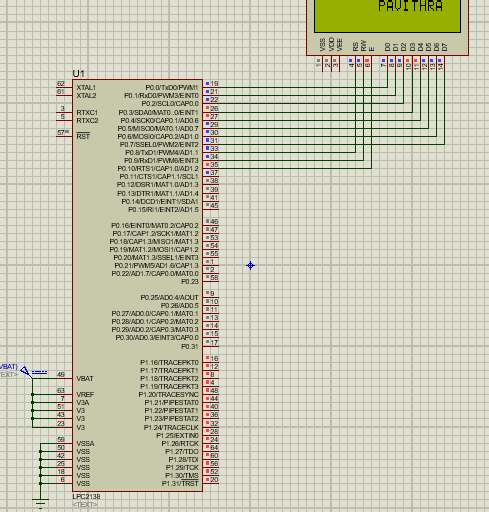 PAVITHRA
VSS VDD VEE RS RW E D0 D1 D2 D3 D4 D5 D6 D7
1 2 3 4 5 6 7 8 9 10 11 12 13 14
U1
62 XTAL1 P0.0/TxD0/PWM1 19
61 XTAL2 P0.1/RxD0/PWM3/EINT0 21
P0.2/SCL0/CAP0.0 22
3 RTXC1 P0.3/SDA0/MAT0.0/EINT1 26
5 RTXC2 P0.4/SCK0/CAP0.1/AD0.6 27
P0.5/MISO0/MAT0.1/AD0.7 29
57 RST P0.6/MOSI0/CAP0.2/AD1.0 30
P0.7/SSEL0/PWM2/EINT2 31
P0.8/TxD1/PWM4/AD1.1 33
P0.9/RxD1/PWM6/EINT3 34
P0.10/RTS1/CAP1.0/AD1.2 35
P0.11/CTS1/CAP1.1/SCL1 37
P0.12/DSR1/MAT1.0/AD1.3 38
P0.13/DTR1/MAT1.1/AD1.4 39
P0.14/DCD1/EINT1/SDA1 41
P0.15/RI1/EINT2/AD1.5 45
P0.16/EINT0/MAT0.2/CAP0.2 46
P0.17/CAP1.2/SCK1/MAT1.2 47
P0.18/CAP1.3/MISO1/MAT1.3 53
P0.19/MAT1.2/MOSI1/CAP1.2 54
P0.20/MAT1.3/SSEL1/EINT3 55
P0.21/PWM5/AD1.6/CAP1.3 1
P0.22/AD1.7/CAP0.0/MAT0.0 2
P0.23 58
P0.25/AD0.4/AOUT 9
P0.26/AD0.5 10
P0.27/AD0.0/CAP0.1/MAT0.1 11
P0.28/AD0.1/CAP0.2/MAT0.2 13
P0.29/AD0.2/CAP0.3/MAT0.3 14
P0.30/AD0.3/EINT3/CAP0.0 15
P0.31 17
P1.16/TRACEPKT0 16
P1.17/TRACEPKT1 12
VBAT) 49 VBAT P1.18/TRACEPKT2 8
TEXT> P1.19/TRACEPKT3 4
63 VREF P1.20/TRACESYNC 48
7 V3A P1.21/PIPESTAT0 44
51 V3 P1.22/PIPESTAT1 40
43 V3 P1.23/PIPESTAT2 36
23 V3 P1.24/TRACECLK 32
P1.25/EXTIN0 28
59 VSSA P1.26/RTCK 24
50 VSS P1.27/TDO 64
42 VSS P1.28/TDI 60
25 VSS P1.29/TCK 56
18 VSS P1.30/TMS 52
6 VSS P1.31/TRST 20
LPC2138
<TEXT>